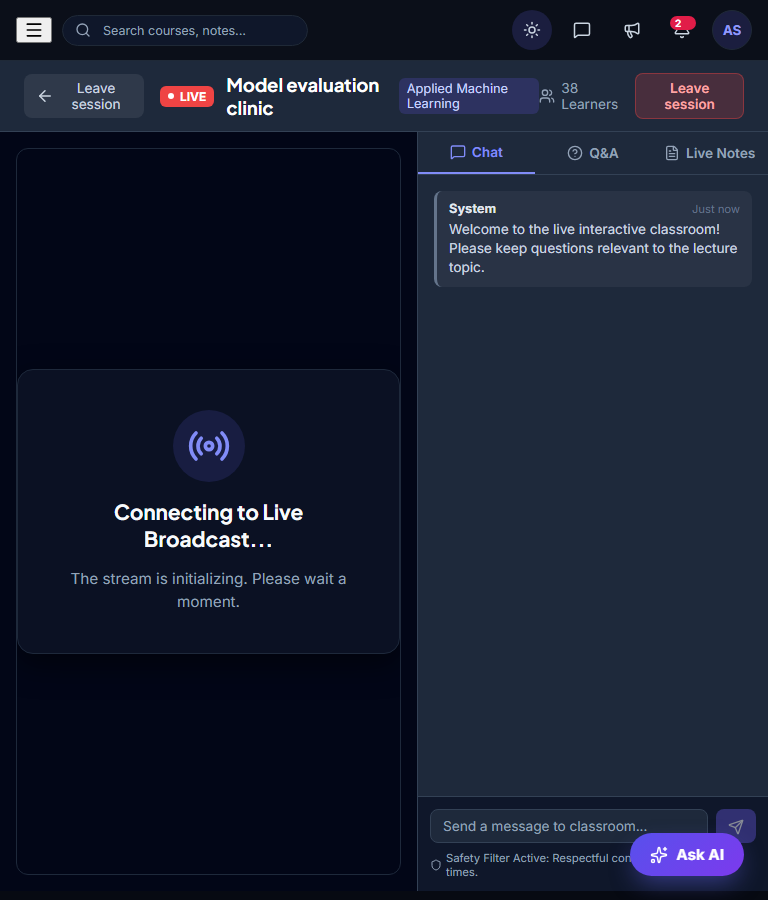 Search courses, notes...
2
AS
Leave
session
LIVE
Model evaluation
clinic
Applied Machine
Learning
38
Learners
Leave
session
Chat
Q&A
Live Notes
System
Just now
Welcome to the live interactive classroom!
Please keep questions relevant to the lecture
topic.
Connecting to Live
Broadcast...
The stream is initializing. Please wait a
moment.
Send a message to classroom...
Safety Filter Active: Respectful
times.
Ask AI